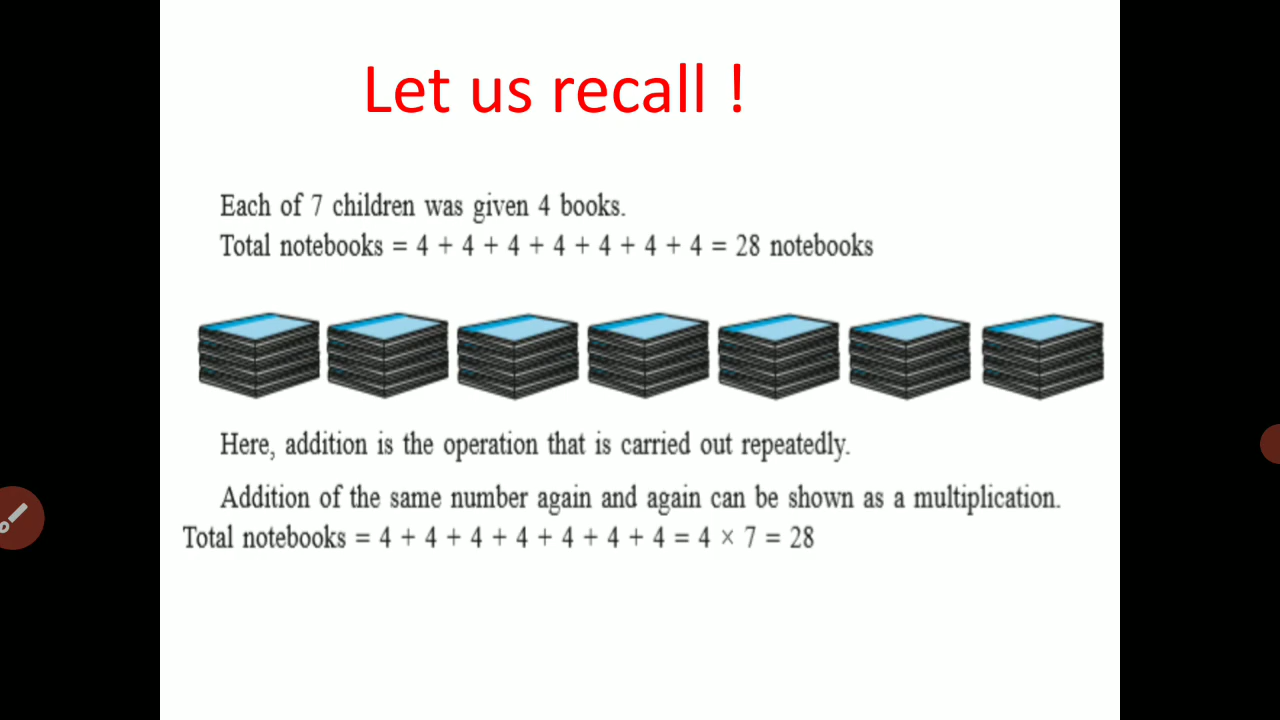 Let us recall !
Each of 7 children was given 4 books.
Total notebooks = 4 + 4 + 4 + 4 + 4 + 4 + 4 = 28 notebooks
Here, addition is the operation that is carried out repeatedly.
Addition of the same number again and again can be shown as a multiplication.
Total notebooks = 4 + 4 + 4 + 4 + 4 + 4 + 4 = 4 × 7 = 28